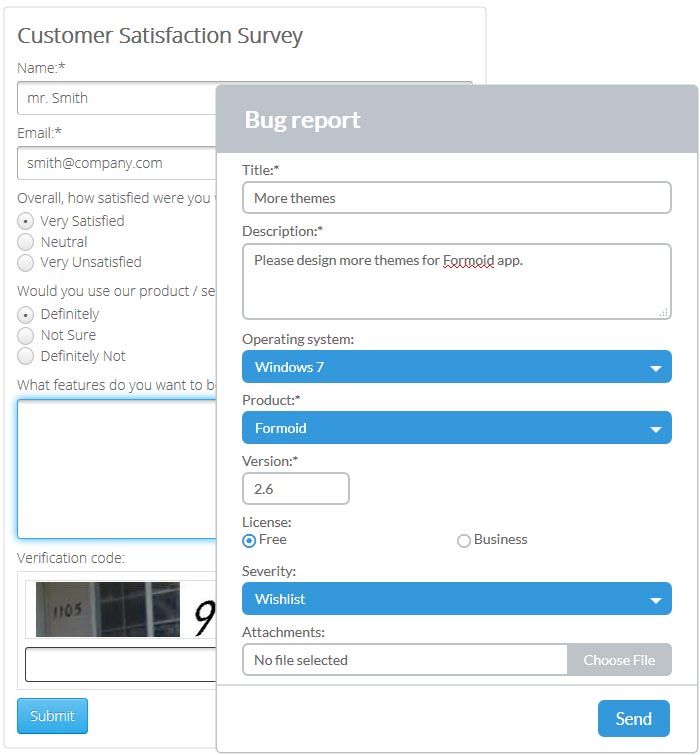 Customer Satisfaction Survey
Name:*
mr. Smith
Email:*
smith@company.com
Overall, how satisfied were you
Very Satisfied
Neutral
Very Unsatisfied
Would you use our product / se
Definitely
Not Sure
Definitely Not
What features do you want to b
Verification code:
1105
9
Submit
Bug report
Title:*
More themes
Description:*
Please design more themes for Formoid app.
Operating system:
Windows 7
Product:*
Formoid
Version:*
2.6
License:
Free Business
Severity:
Wishlist
Attachments:
No file selected Choose File
Send